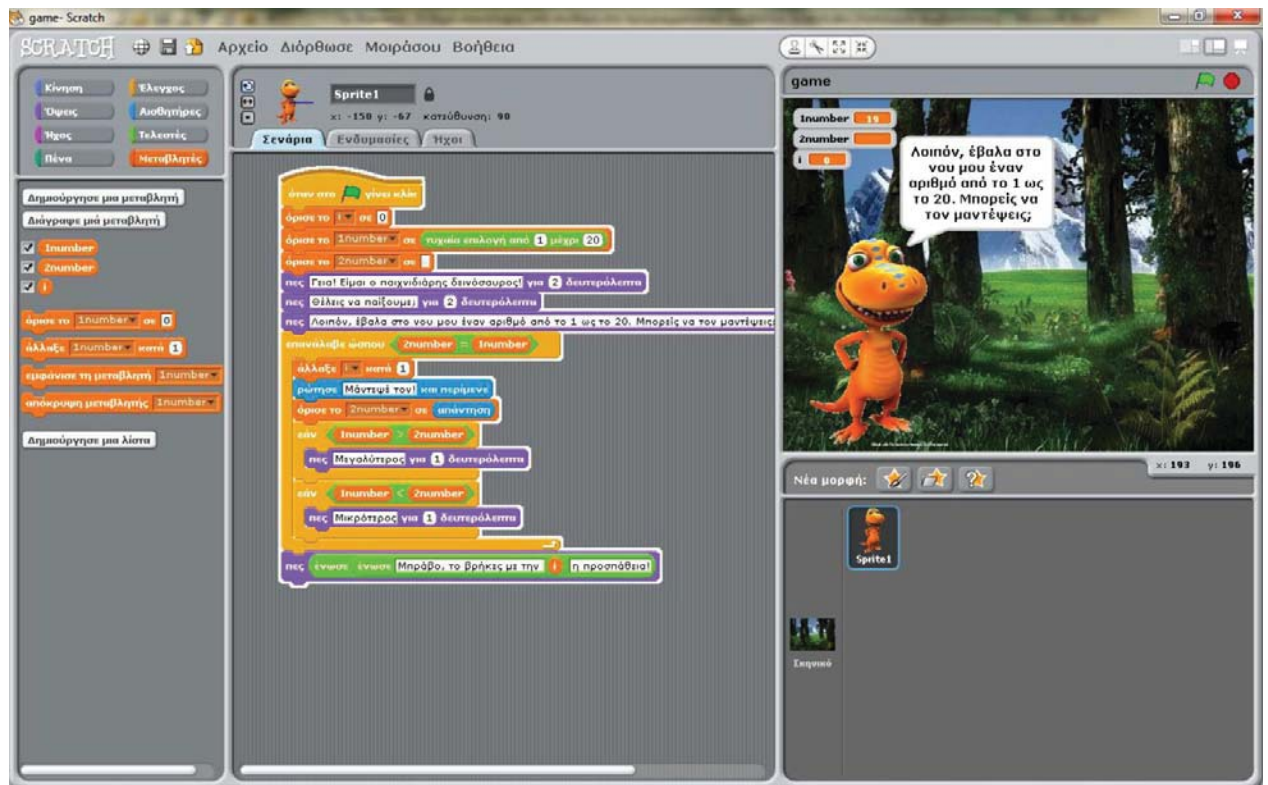 game- Scratch
SCRATCH Αρχείο Διόρθωσε Μοιράσου Βοήθεια
Κίνηση Έλεγχος
Όψεις Αισθητήρες
Ήχος Τελεστές
Πένα Μεταβλητές
Δημιούργησε μια μεταβλητή
Διάγραψε μιά μεταβλητή
1number
2number
i
όρισε το 1number σε 0
άλλαξε 1number κατά 1
εμφάνισε τη μεταβλητή 1number
απόκρυψη μεταβλητής 1number
Δημιούργησε μια λίστα
Sprite1
x: -150 y: -67 κατεύθυνση: 90
Σενάρια Ενδυμασίες Ήχοι
όταν στο γίνει κλικ
όρισε το i σε 0
όρισε το 1number σε τυχαία επιλογή από 1 μέχρι 20
όρισε το 2number σε
πες Γεια! Είμαι ο παιχνιδιάρης δεινόσαυρος! για 2 δευτερόλεπτα
πες Θέλεις να παίξουμε; για 2 δευτερόλεπτα
πες Λοιπόν, έβαλα στο νου μου έναν αριθμό από το 1 ως το 20. Μπορείς να τον μαντέψεις;
επανάλαβε ώσπου 2number = 1number
άλλαξε i κατά 1
ρώτησε Μάντεψέ τον! και περίμενε
όρισε το 2number σε απάντηση
εάν 1number > 2number
πες Μεγαλύτερος για 1 δευτερόλεπτα
εάν 1number < 2number
πες Μικρότερος για 1 δευτερόλεπτα
πες ένωσε ένωσε Μπράβο, το βρήκες με την i η προσπάθεια!
game
1number 19
2number
i 0
Λοιπόν, έβαλα στο
νου μου έναν
αριθμό από το 1 ως
το 20. Μπορείς να
τον μαντέψεις;
x: 193 y: 196
Νέα μορφή:
Sprite1
Σκηνικό